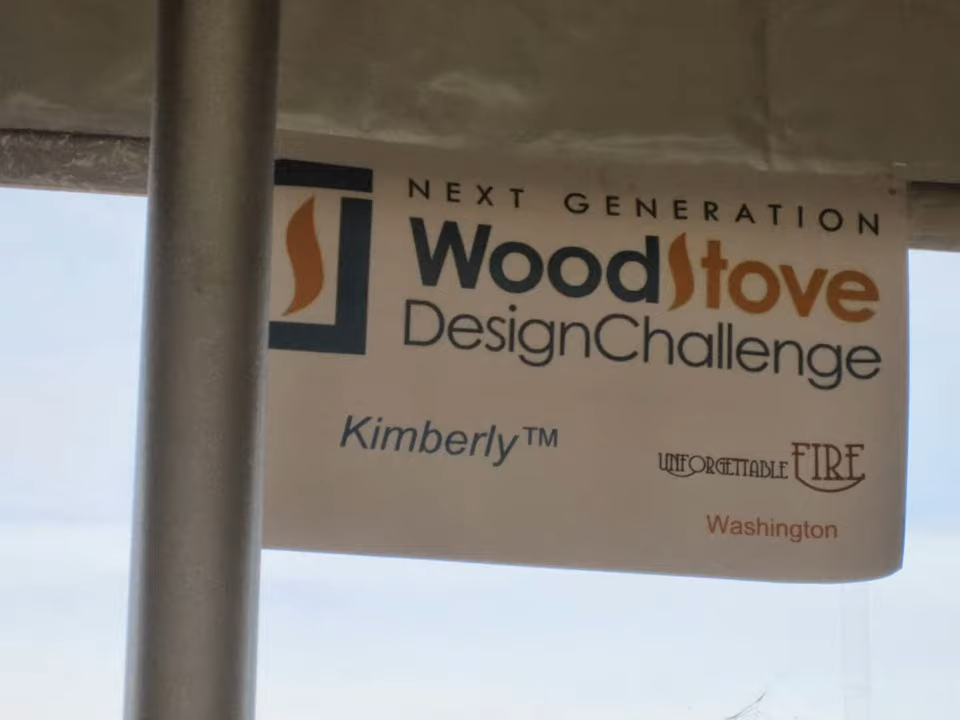 NEXT GENERATION
WoodStove
DesignChallenge
Kimberly™
UNFORGETTABLE FIRE
Washington